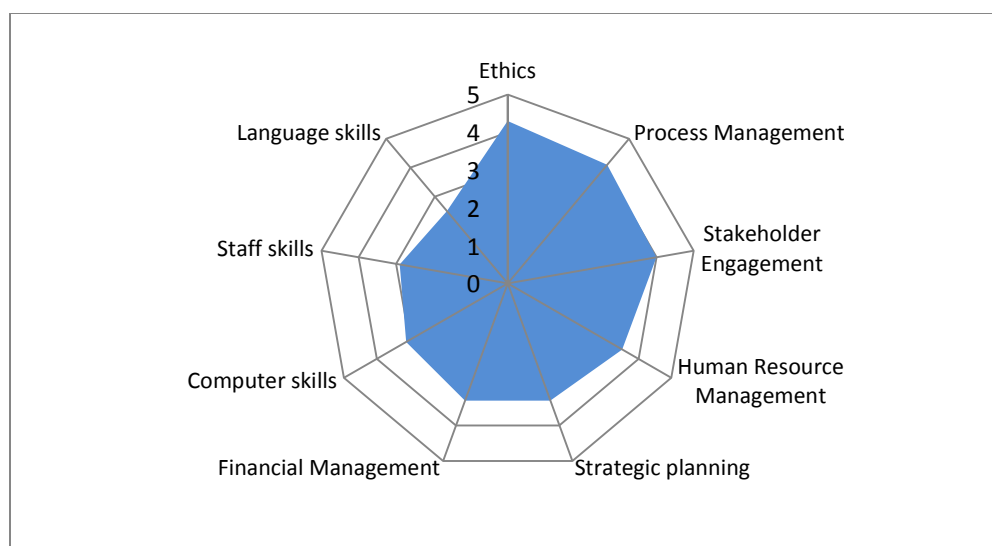 Ethics
5
4
3
2
1
0
Process Management
Stakeholder
Engagement
Human Resource
Management
Strategic planning
Financial Management
Computer skills
Staff skills
Language skills